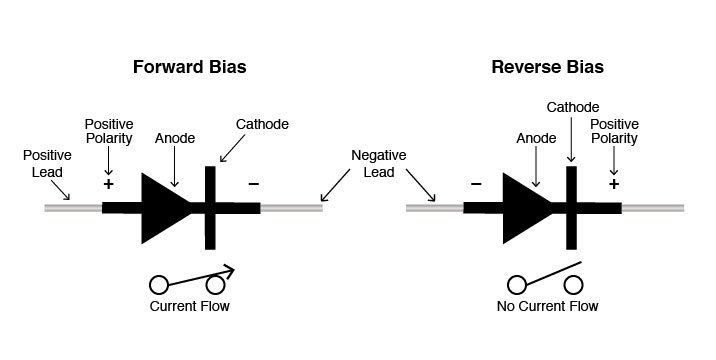 Forward Bias
Reverse Bias
Positive
Polarity
Anode
Cathode
Positive
Lead
+
−
Negative
Lead
Cathode
Anode
Positive
Polarity
−
+
Current Flow
No Current Flow